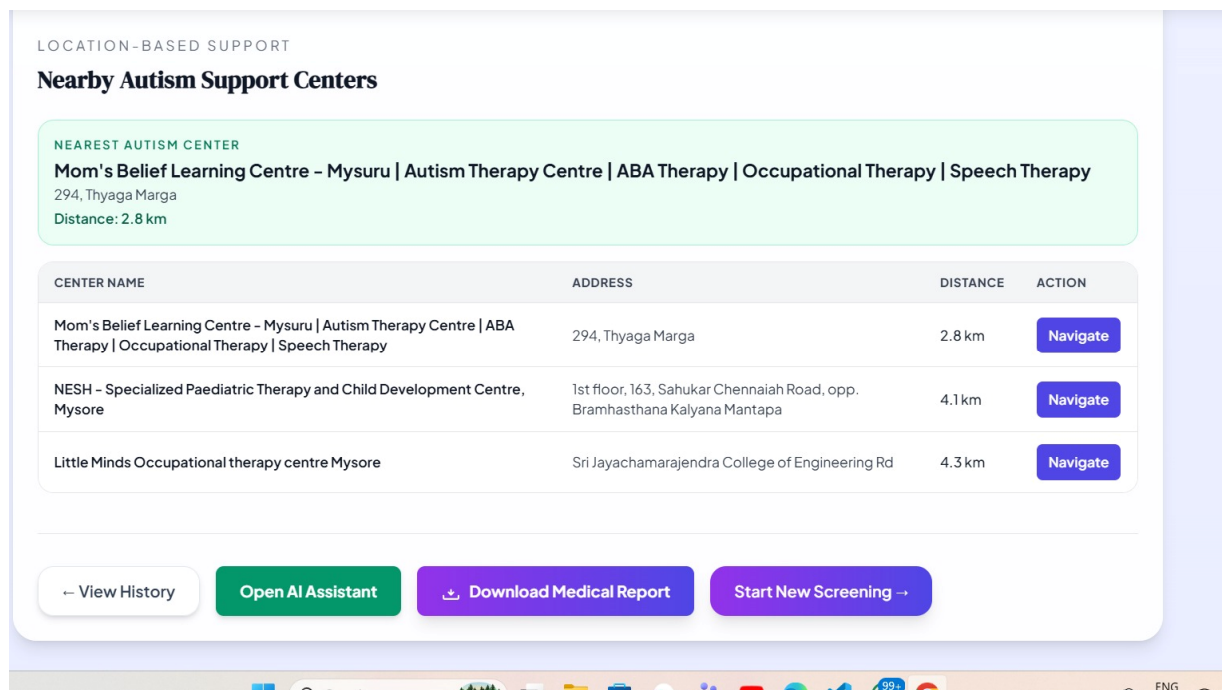 LOCATION-BASED SUPPORT
Nearby Autism Support Centers
NEAREST AUTISM CENTER
Mom's Belief Learning Centre - Mysuru | Autism Therapy Centre | ABA Therapy | Occupational Therapy | Speech Therapy
294, Thyaga Marga
Distance: 2.8 km
CENTER NAME ADDRESS DISTANCE ACTION
Mom's Belief Learning Centre - Mysuru | Autism Therapy Centre | ABA
Therapy | Occupational Therapy | Speech Therapy
294, Thyaga Marga
2.8 km
Navigate
NESH - Specialized Paediatric Therapy and Child Development Centre,
Mysore
1st floor, 163, Sahukar Chennaiah Road, opp.
Bramhasthana Kalyana Mantapa
4.1 km
Navigate
Little Minds Occupational therapy centre Mysore
Sri Jayachamarajendra College of Engineering Rd
4.3 km
Navigate
← View History
Open AI Assistant
Download Medical Report
Start New Screening →
99+
ENG